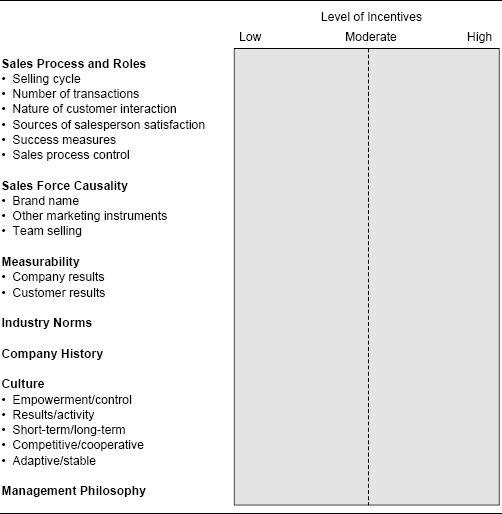 Level of Incentives
Low Moderate High
Sales Process and Roles
• Selling cycle
• Number of transactions
• Nature of customer interaction
• Sources of salesperson satisfaction
• Success measures
• Sales process control
Sales Force Causality
• Brand name
• Other marketing instruments
• Team selling
Measurability
• Company results
• Customer results
Industry Norms
Company History
Culture
• Empowerment/control
• Results/activity
• Short-term/long-term
• Competitive/cooperative
• Adaptive/stable
Management Philosophy